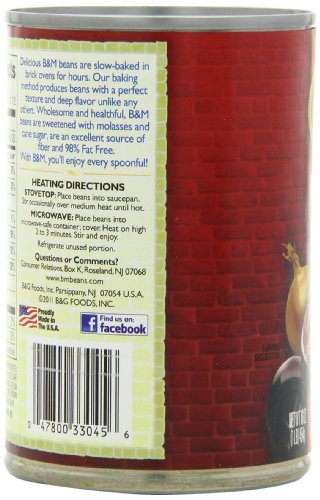 Delicious B&M beans are slow-baked in
brick ovens for hours. Our baking
method produces beans with a perfect
texture and deep flavor unlike any
others. Wholesome and healthful, B&M
beans are sweetened with molasses and
cane sugar, are an excellent source of
fiber and 98% Fat Free.
With B&M, you'll enjoy every spoonful!
HEATING DIRECTIONS
STOVETOP: Place beans into saucepan.
Stir occasionally over medium heat until hot.
MICROWAVE: Place beans into
microwave-safe container; cover. Heat on high
2 to 3 minutes. Stir and enjoy.
Refrigerate unused portion.
Questions or Comments?
Consumer Relations, Box K, Roseland, NJ 07068
www.bmbeans.com
B&G Foods, Inc. Parsippany, NJ 07054 U.S.A.
©2011 B&G FOODS, INC.
Proudly
Made In
The U.S.A.
Find us on:
facebook
0 47800 33045 6
SERVING
SUGGESTION